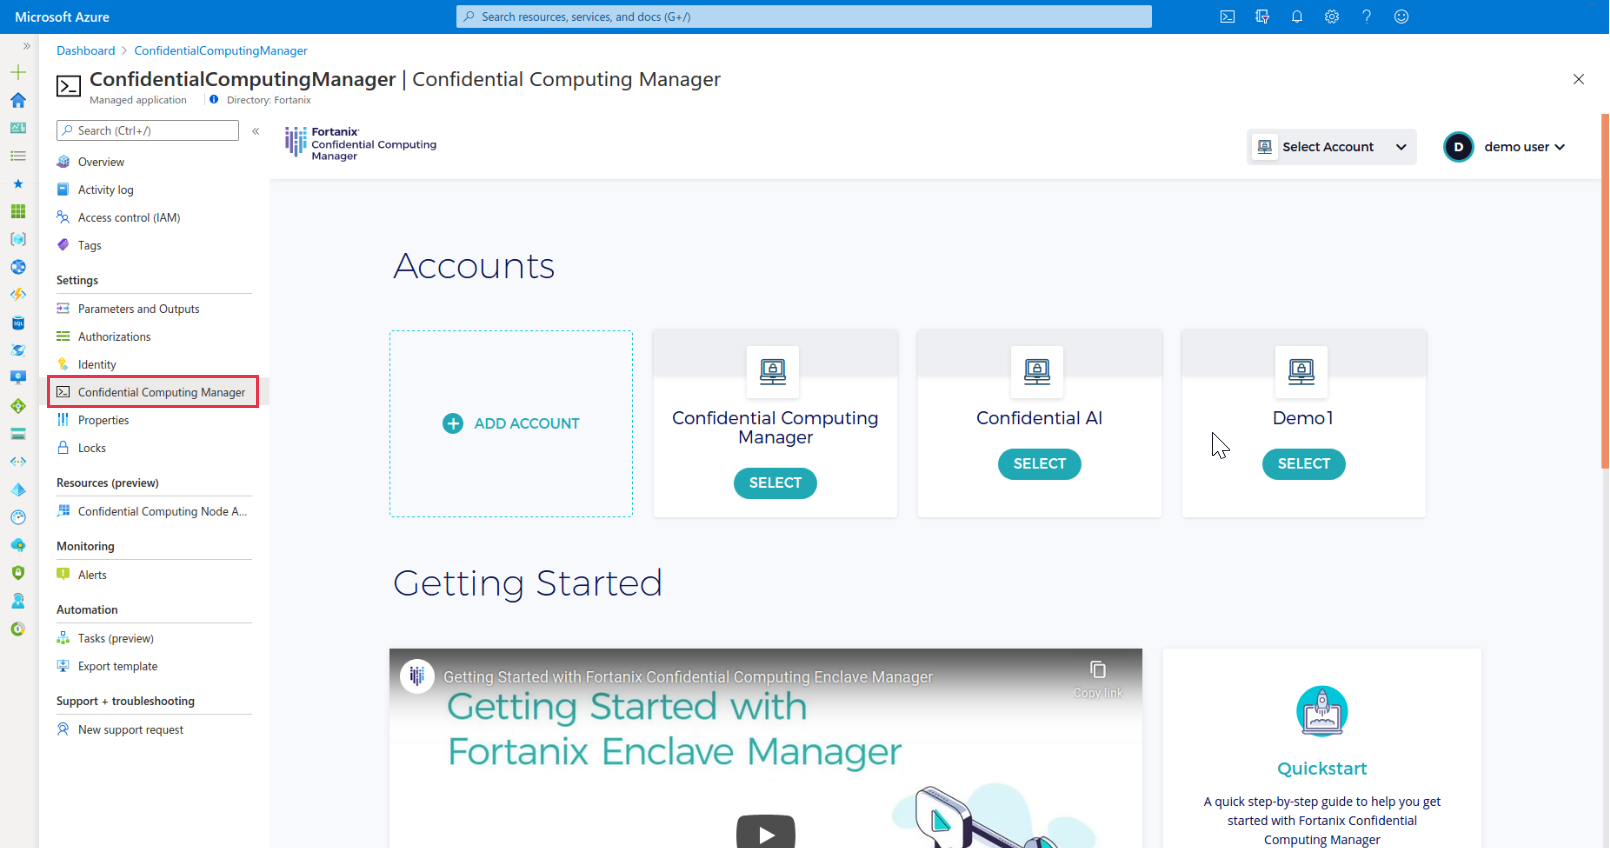 Microsoft Azure
Search resources, services, and docs (G+/)
Dashboard > ConfidentialComputingManager
ConfidentialComputingManager | Confidential Computing Manager
Managed application
Directory: Fortanix
Search (Ctrl+/)
Overview
Activity log
Access control (IAM)
Tags
Settings
Parameters and Outputs
Authorizations
Identity
Confidential Computing Manager
Properties
Locks
Resources (preview)
Confidential Computing Node A...
Monitoring
Alerts
Automation
Tasks (preview)
Export template
Support + troubleshooting
New support request
Fortanix
Confidential Computing
Manager
Select Account
D
demo user
Accounts
ADD ACCOUNT
Confidential Computing
Manager
SELECT
Confidential AI
SELECT
Demo1
SELECT
Getting Started
Getting Started with Fortanix Confidential Computing Enclave Manager
Copy link
Getting Started with
Fortanix Enclave Manager
Quickstart
A quick step-by-step guide to help you get
started with Fortanix Confidential
Computing Manager